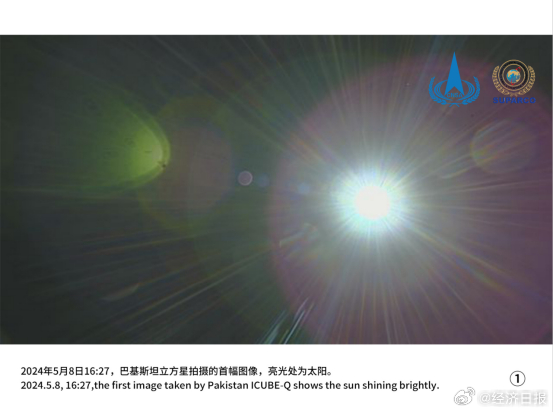 SUPARCO
2024年5月8日16:27，巴基斯坦立方星拍摄的首幅图像，亮光处为太阳。
2024.5.8, 16:27,the first image taken by Pakistan ICUBE-Q shows the sun shining brightly.
①
@经济日报